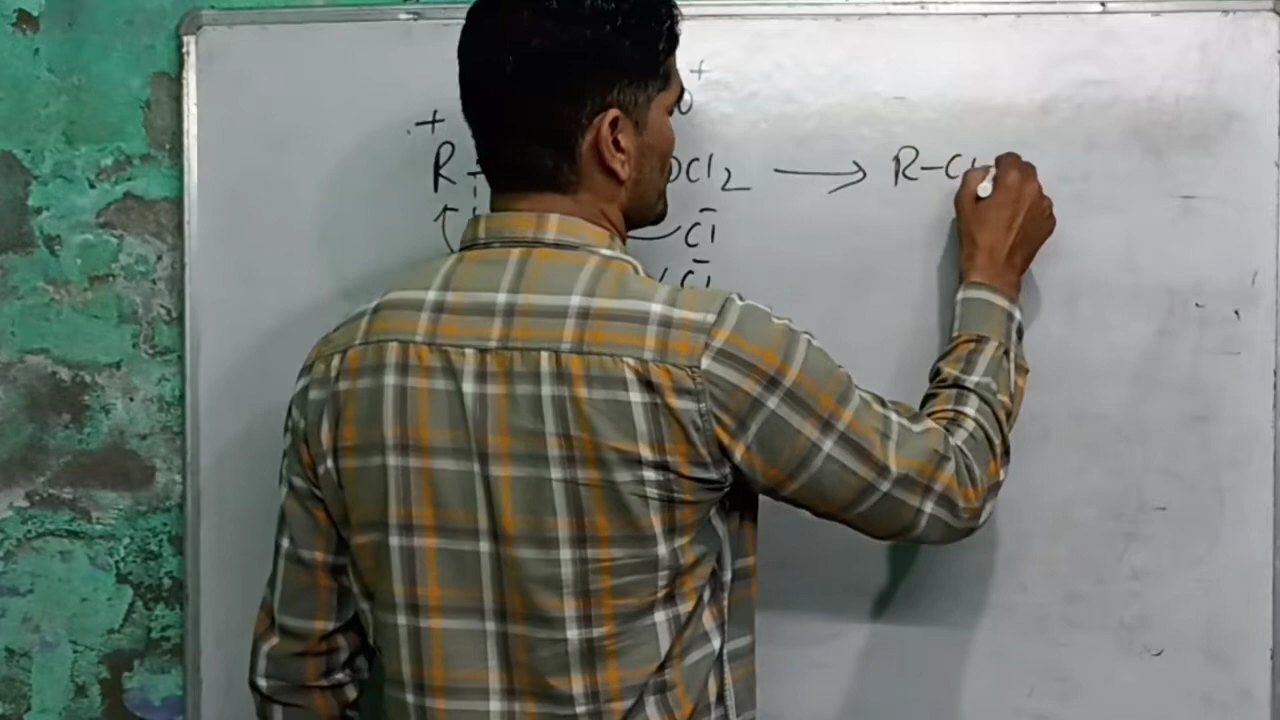 +
+
R OCl₂ ⟶ R-Cl
Cl⁻
Cl⁻